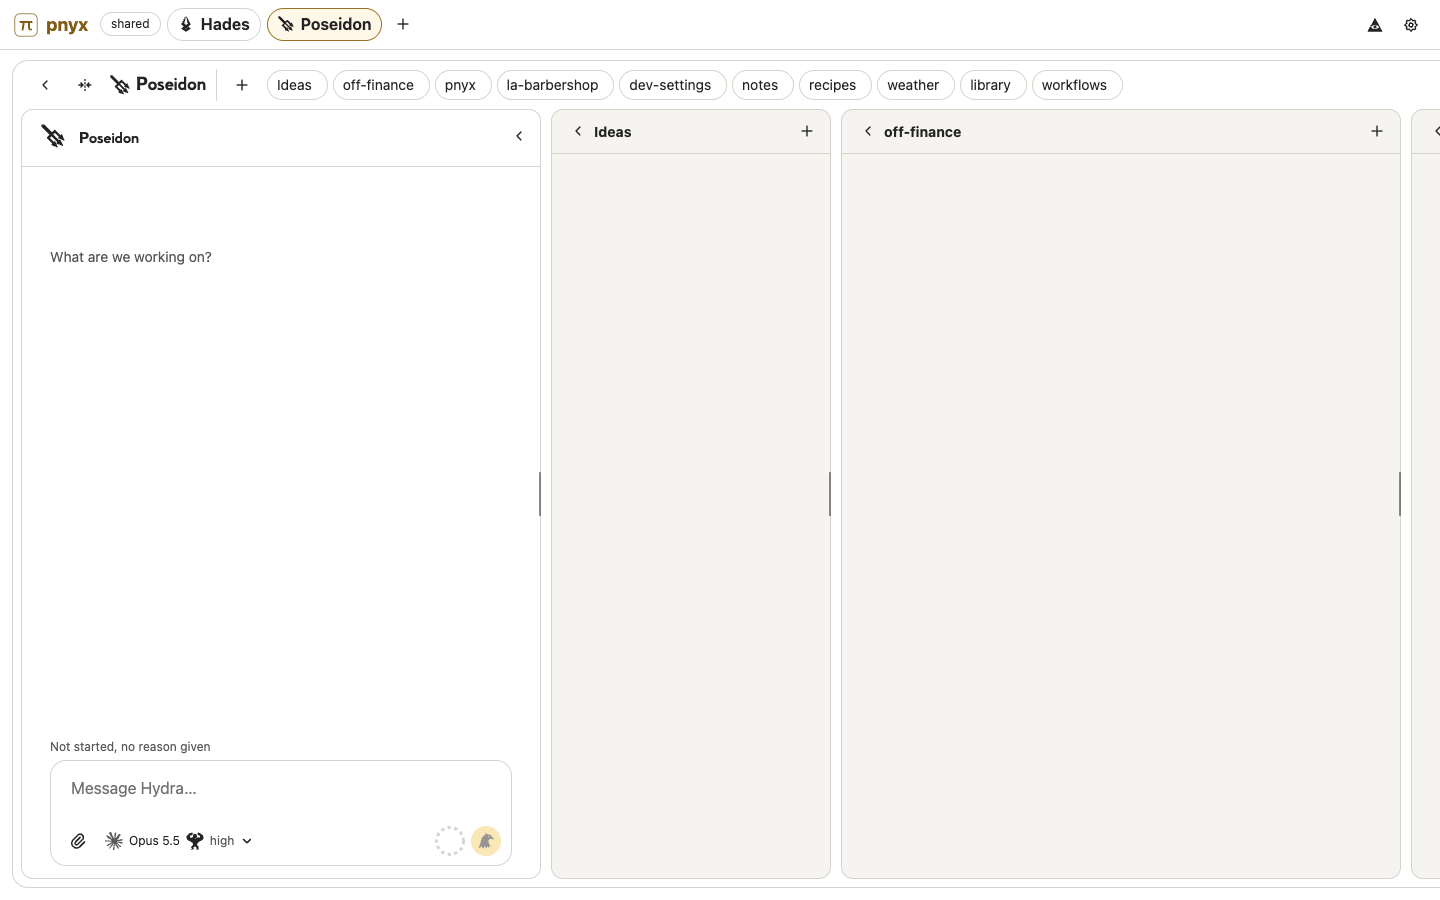 pnyx shared Hades Poseidon
Poseidon Ideas off-finance pnyx la-barbershop dev-settings notes recipes weather library workflows
Poseidon
Ideas
off-finance
What are we working on?
Not started, no reason given
Message Hydra...
Opus 5.5 high